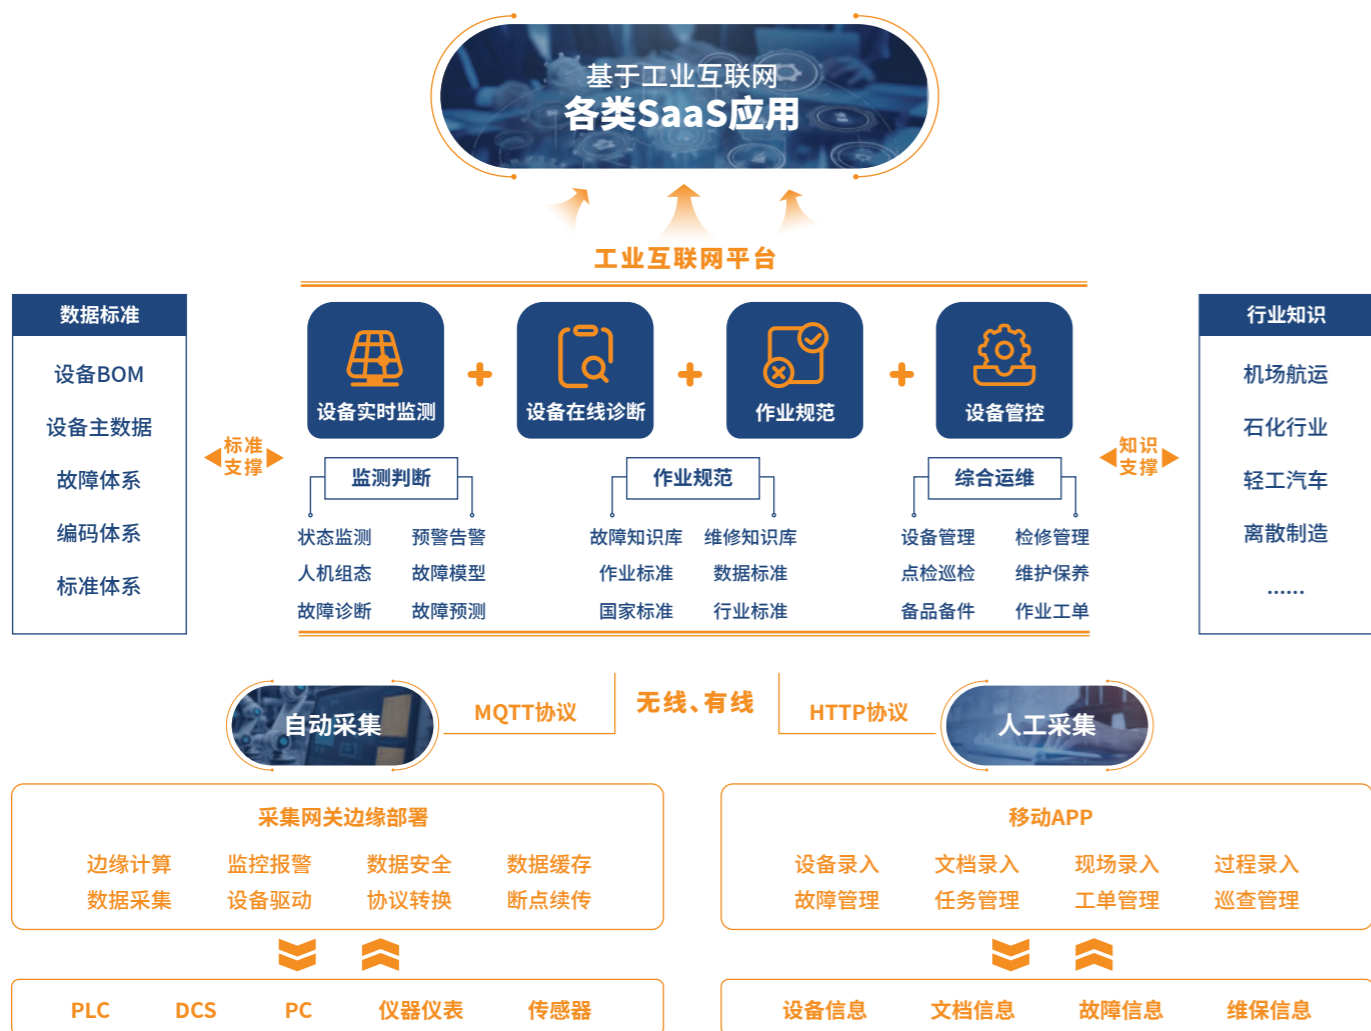 基于工业互联网
各类SaaS应用
工业互联网平台
数据标准
设备BOM
设备主数据
故障体系
编码体系
标准体系
标准
支撑
设备实时监测
设备在线诊断
作业规范
设备管控
监测判断
状态监测 预警告警
人机组态 故障模型
故障诊断 故障预测
作业规范
故障知识库 维修知识库
作业标准 数据标准
国家标准 行业标准
综合运维
设备管理 检修管理
点检巡检 维护保养
备品备件 作业工单
知识
支撑
行业知识
机场航运
石化行业
轻工汽车
离散制造
......
自动采集
MQTT协议
无线、有线
HTTP协议
人工采集
采集网关边缘部署
边缘计算 监控报警 数据安全 数据缓存
数据采集 设备驱动 协议转换 断点续传
PLC DCS PC 仪器仪表 传感器
移动APP
设备录入 文档录入 现场录入 过程录入
故障管理 任务管理 工单管理 巡查管理
设备信息 文档信息 故障信息 维保信息